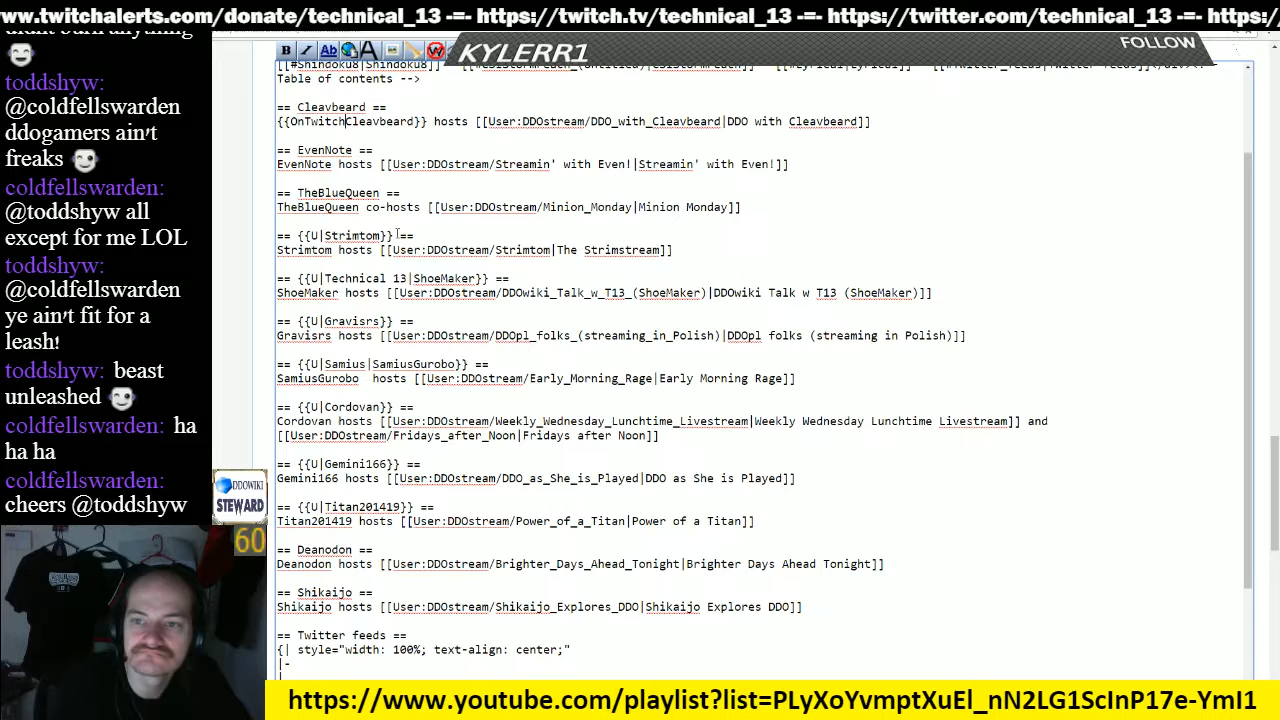 ww.twitchalerts.com/donate/technical_13 -=- https://twitch.tv/technical_13 -=- https://twitter.com/technical_13 -=- https:/
KYLERR1
FOLLOW
didn't burn anything
toddshyw:
@coldfellswarden
ddogamers ain't
freaks
coldfellswarden:
@toddshyw all
except for me LOL
toddshyw:
@coldfellswarden
ye ain't fit for a
leash!
toddshyw: beast
unleashed
coldfellswarden: ha
ha ha
coldfellswarden:
cheers @toddshyw
DDOWIKI
STEWARD
60
B I Ab A W
[[#Shindoku8|Shindoku8]]
Table of contents -->
== Cleavbeard ==
{{OnTwitchCleavbeard}} hosts [[User:DDOstream/DDO_with_Cleavbeard|DDO with Cleavbeard]]
== EvenNote ==
EvenNote hosts [[User:DDOstream/Streamin' with Even!|Streamin' with Even!]]
== TheBlueQueen ==
TheBlueQueen co-hosts [[User:DDOstream/Minion_Monday|Minion Monday]]
== {{U|Strimtom}} ==
Strimtom hosts [[User:DDOstream/Strimtom|The Strimstream]]
== {{U|Technical 13|ShoeMaker}} ==
ShoeMaker hosts [[User:DDOstream/DDOwiki_Talk_w_T13_(ShoeMaker)|DDOwiki Talk w T13 (ShoeMaker)]]
== {{U|Gravisrs}} ==
Gravisrs hosts [[User:DDOstream/DDOpl_folks_(streaming_in_Polish)|DDOpl folks (streaming in Polish)]]
== {{U|Samius|SamiusGurobo}} ==
SamiusGurobo  hosts [[User:DDOstream/Early_Morning_Rage|Early Morning Rage]]
== {{U|Cordovan}} ==
Cordovan hosts [[User:DDOstream/Weekly_Wednesday_Lunchtime_Livestream|Weekly Wednesday Lunchtime Livestream]] and
[[User:DDOstream/Fridays_after_Noon|Fridays after Noon]]
== {{U|Gemini166}} ==
Gemini166 hosts [[User:DDOstream/DDO_as_She_is_Played|DDO as She is Played]]
== {{U|Titan201419}} ==
Titan201419 hosts [[User:DDOstream/Power_of_a_Titan|Power of a Titan]]
== Deanodon ==
Deanodon hosts [[User:DDOstream/Brighter_Days_Ahead_Tonight|Brighter Days Ahead Tonight]]
== Shikaijo ==
Shikaijo hosts [[User:DDOstream/Shikaijo_Explores_DDO|Shikaijo Explores DDO]]
== Twitter feeds ==
{| style="width: 100%; text-align: center;"
|-
https://www.youtube.com/playlist?list=PLyXoYvmptXuEl_nN2LG1ScInP17e-YmI1